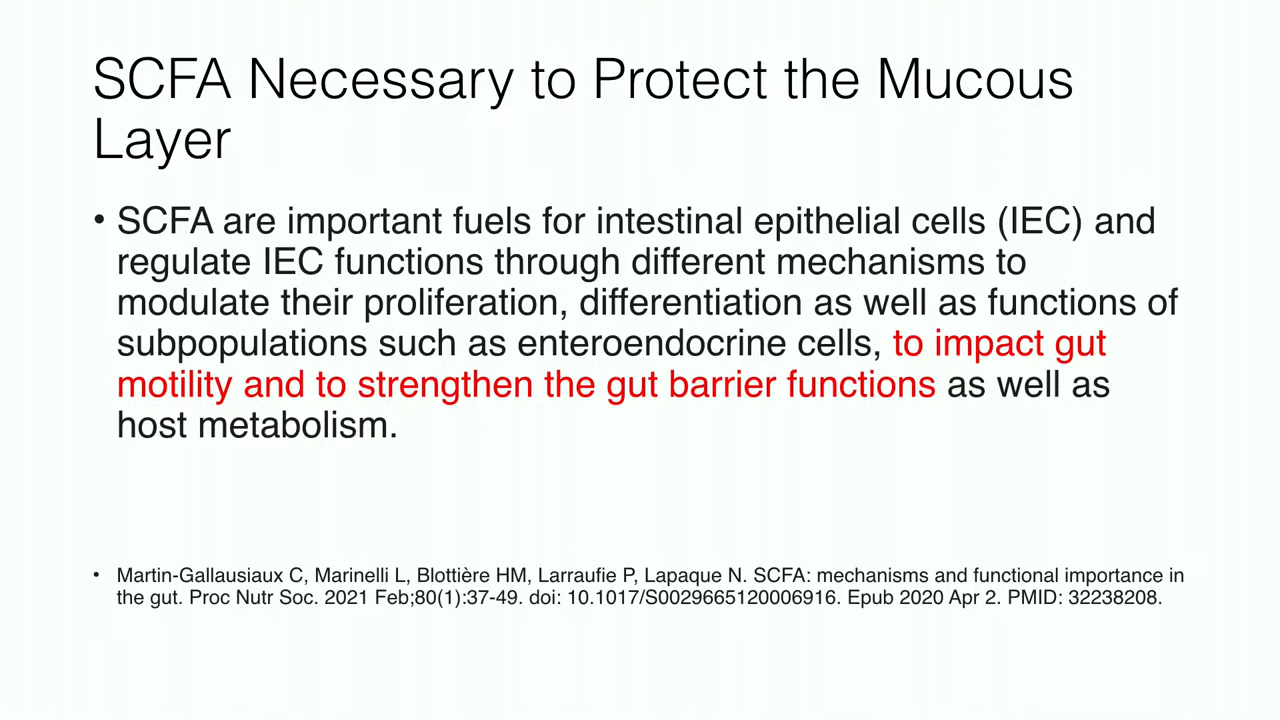 SCFA Necessary to Protect the Mucous
Layer
• SCFA are important fuels for intestinal epithelial cells (IEC) and
regulate IEC functions through different mechanisms to
modulate their proliferation, differentiation as well as functions of
subpopulations such as enteroendocrine cells, to impact gut
motility and to strengthen the gut barrier functions as well as
host metabolism.
• Martin-Gallausiaux C, Marinelli L, Blottière HM, Larraufie P, Lapaque N. SCFA: mechanisms and functional importance in
the gut. Proc Nutr Soc. 2021 Feb;80(1):37-49. doi: 10.1017/S0029665120006916. Epub 2020 Apr 2. PMID: 32238208.